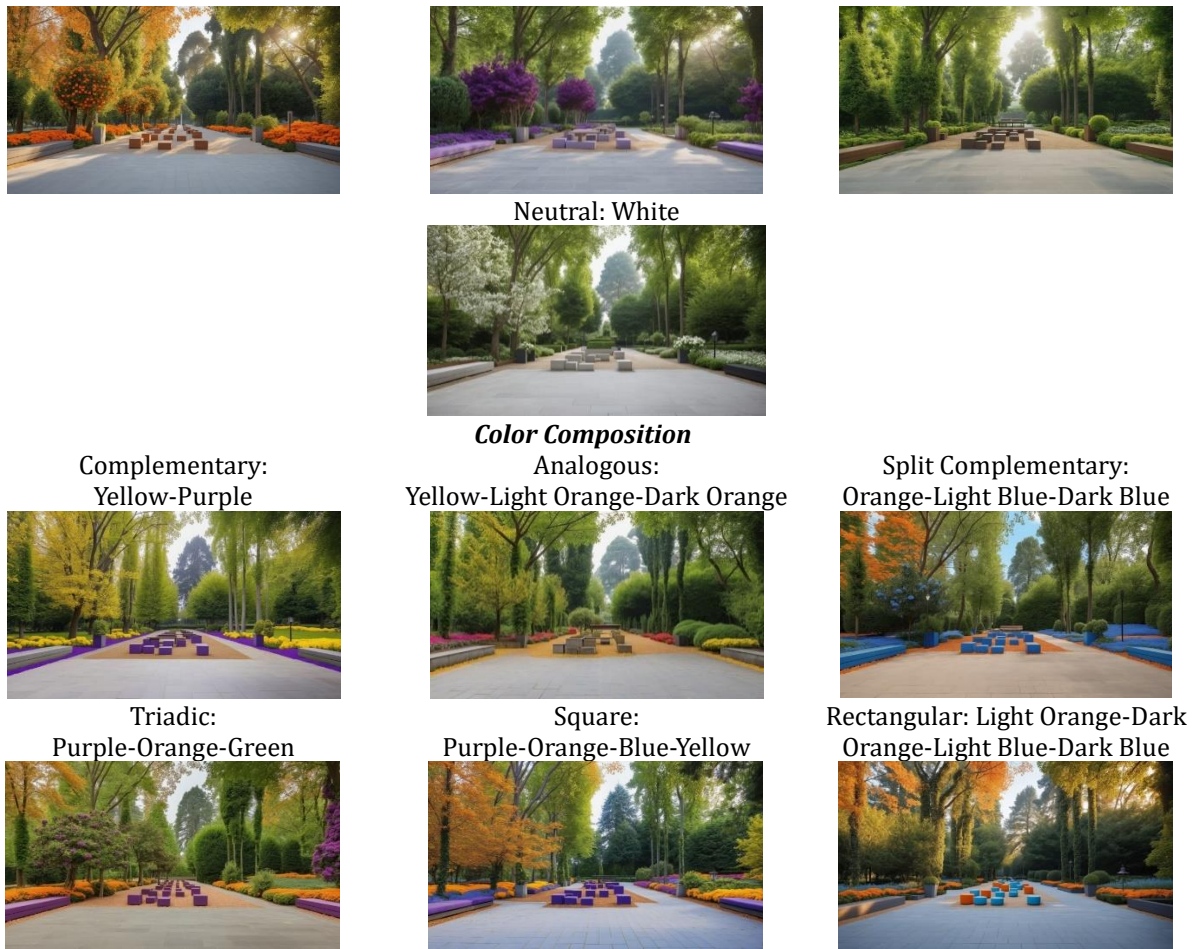 Neutral: White
Color Composition
Complementary:
Yellow-Purple
Analogous:
Yellow-Light Orange-Dark Orange
Split Complementary:
Orange-Light Blue-Dark Blue
Triadic:
Purple-Orange-Green
Square:
Purple-Orange-Blue-Yellow
Rectangular: Light Orange-Dark
Orange-Light Blue-Dark Blue